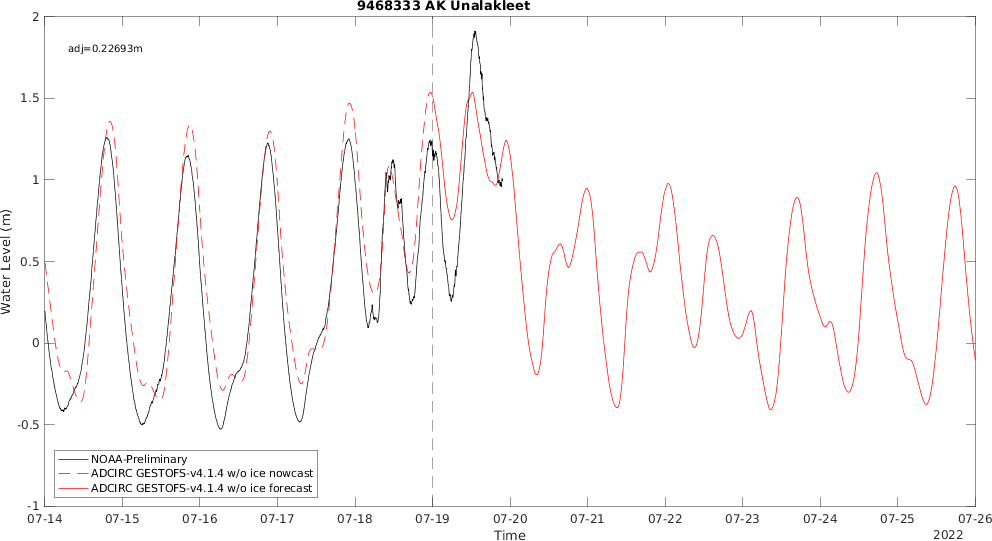 9468333 AK Unalakleet
adj=0.22693m
Water Level (m)
2
1.5
1
0.5
0
-0.5
-1
NOAA-Preliminary
ADCIRC GESTOFS-v4.1.4 w/o ice nowcast
ADCIRC GESTOFS-v4.1.4 w/o ice forecast
07-14 07-15 07-16 07-17 07-18 07-19 07-20 07-21 07-22 07-23 07-24 07-25 07-26
Time
2022